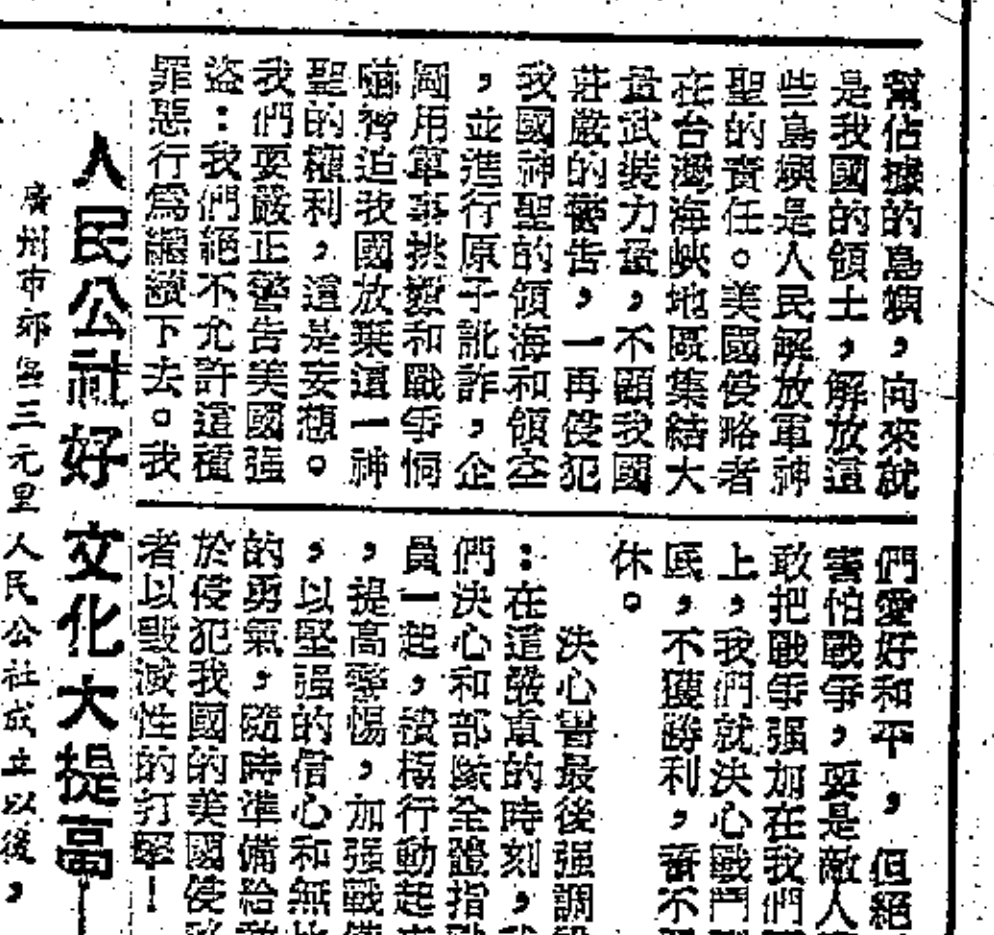 幫佔據的島嶼，向來就
是我國的領土，解放這
些島嶼是人民解放軍神
聖的責任。美國侵略者
在台灣海峽地區集結大
量武裝力量，不顧我國
莊嚴的警告，一再侵犯
我國神聖的領海和領空
，並進行原子訛詐，企
圖用軍事挑釁和戰爭恫
嚇脅迫我國放棄這一神
聖的權利，這是妄想。
我們要嚴正警告美國强
盜：我們絕不允許這種
罪惡行爲繼續下去。我
們愛好和平，但絕
害怕戰爭，要是敵人
敢把戰爭强加在我們
上，我們就決心戰鬥到
底，不獲勝利，誓不
休。
決心書最後强調
：在這嚴重的時刻，
們決心和部隊全體指
員一起，積極行動起
，提高警惕，加强戰備
，以堅强的信心和無比
的勇氣，隨時準備給敢
於侵犯我國的美國侵略
者以毀滅性的打擊！
人民公社好 文化大提高
廣州市郊區三元里人民公社成立以後，